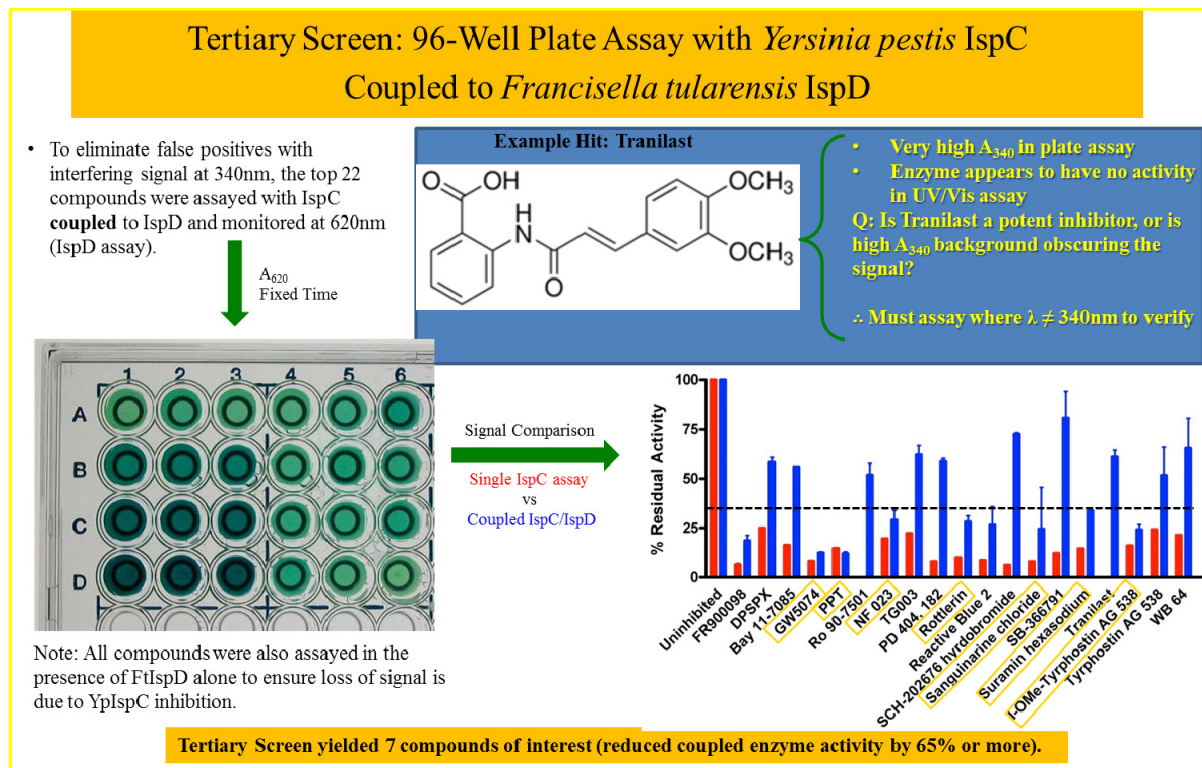 Tertiary Screen: 96-Well Plate Assay with Yersinia pestis IspC
Coupled to Francisella tularensis IspD
• To eliminate false positives with
interfering signal at 340nm, the top 22
compounds were assayed with IspC
coupled to IspD and monitored at 620nm
(IspD assay).
A620
Fixed Time
Example Hit: Tranilast
O
OH
H
N
O
OCH3
OCH3
• Very high A340 in plate assay
• Enzyme appears to have no activity
in UV/Vis assay
Q: Is Tranilast a potent inhibitor, or is
high A340 background obscuring the
signal?
∴ Must assay where λ ≠ 340nm to verify
1 2 3 4 5 6
A
B
C
D
Note: All compounds were also assayed in the
presence of FtIspD alone to ensure loss of signal is
due to YpIspC inhibition.
Signal Comparison
Single IspC assay
vs
Coupled IspC/IspD
% Residual Activity
100
75
50
25
0
Uninhibited
FR900098
DPSPX
Bay 11-7085
GW5074
PPT
Ro 90-7501
NF 023
TG003
PD 404, 182
Rottlerin
Reactive Blue 2
SCH-202676 hyrdobromide
Sanguinarine chloride
SB-366791
Suramin hexasodium
Tranilast
I-OMe-Tyrphostin AG 538
Tyrphostin AG 538
WB 64
Tertiary Screen yielded 7 compounds of interest (reduced coupled enzyme activity by 65% or more).